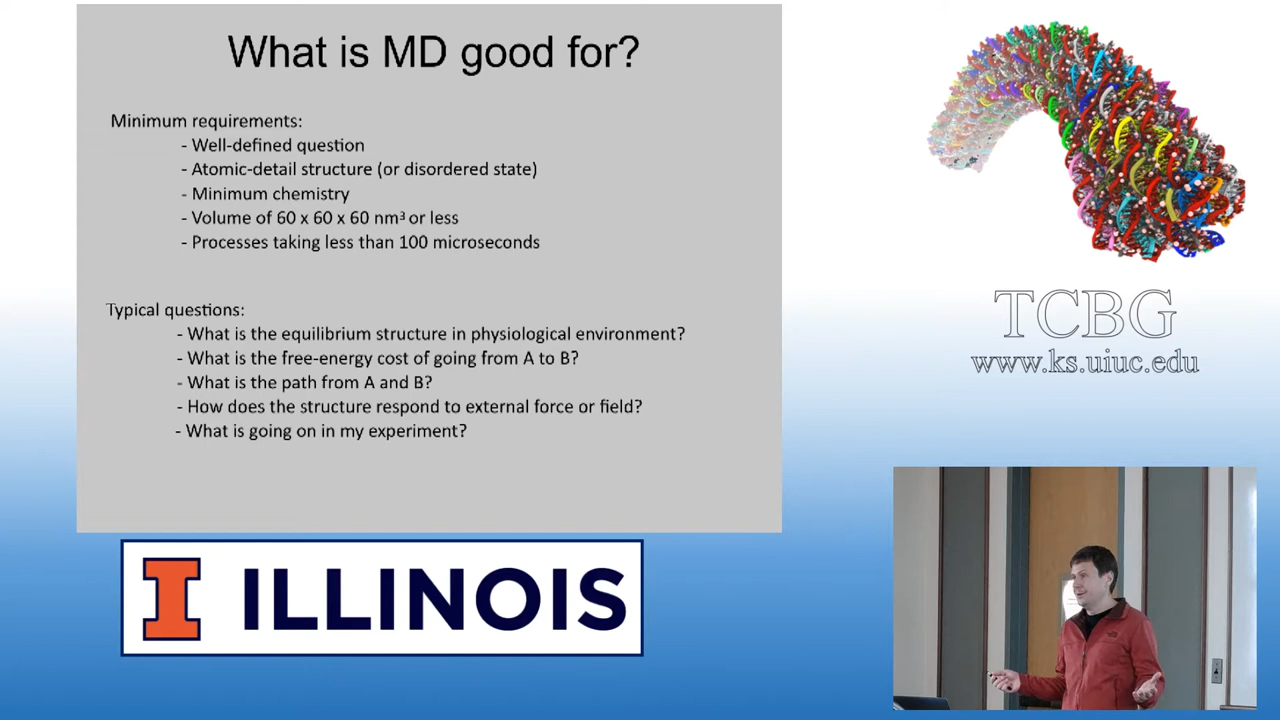 What is MD good for?
Minimum requirements:
- Well-defined question
- Atomic-detail structure (or disordered state)
- Minimum chemistry
- Volume of 60 x 60 x 60 nm³ or less
- Processes taking less than 100 microseconds
Typical questions:
- What is the equilibrium structure in physiological environment?
- What is the free-energy cost of going from A to B?
- What is the path from A and B?
- How does the structure respond to external force or field?
- What is going on in my experiment?
TCBG
www.ks.uiuc.edu
I ILLINOIS